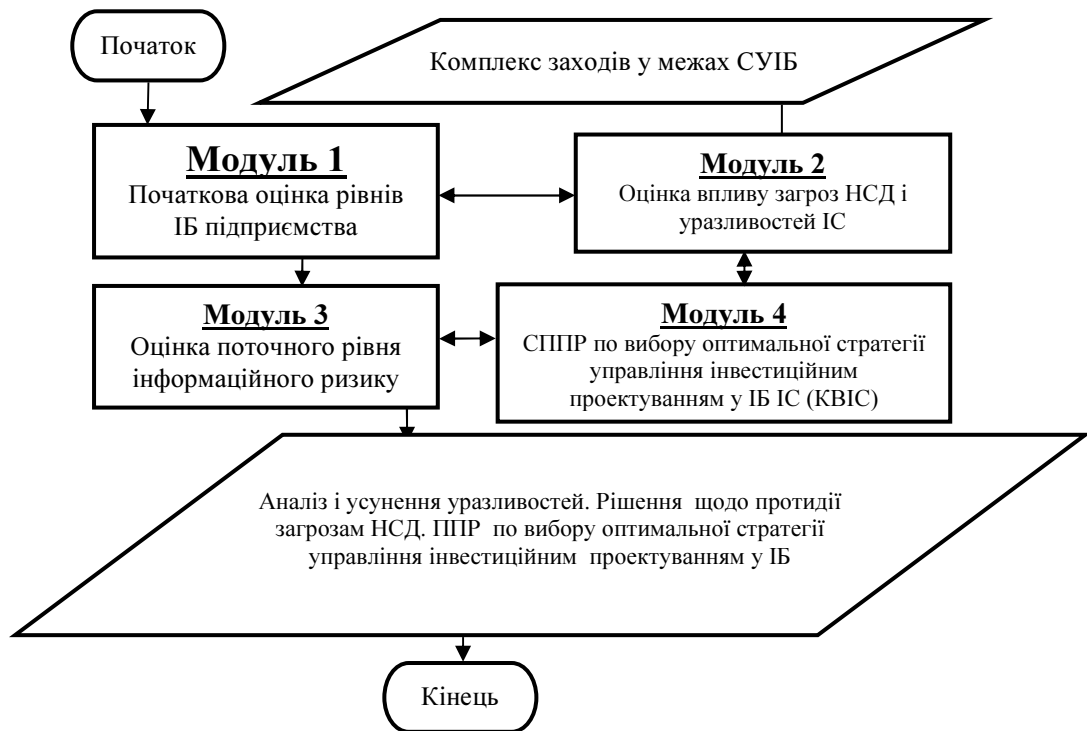 Початок
Комплекс заходів у межах СУІБ
Модуль 1
Початкова оцінка рівнів
ІБ підприємства
Модуль 2
Оцінка впливу загроз НСД і
уразливостей ІС
Модуль 3
Оцінка поточного рівня
інформаційного ризику
Модуль 4
СППР по вибору оптимальної стратегії
управління інвестиційним
проектуванням у ІБ ІС (КВІС)
Аналіз і усунення уразливостей. Рішення щодо протидії
загрозам НСД. ППР по вибору оптимальної стратегії
управління інвестиційним проектуванням у ІБ
Кінець